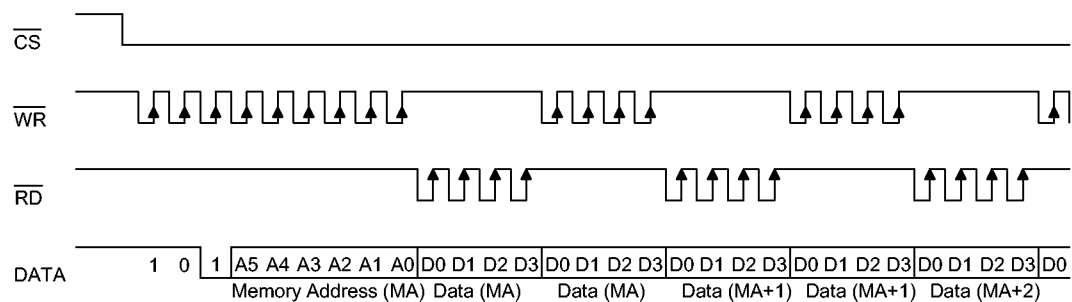 CS
WR
RD
DATA 1 0 1 A5 A4 A3 A2 A1 A0 D0 D1 D2 D3 D0 D1 D2 D3 D0 D1 D2 D3 D0 D1 D2 D3 D0 D1 D2 D3 D0
Memory Address (MA) Data (MA) Data (MA) Data (MA+1) Data (MA+1) Data (MA+2)